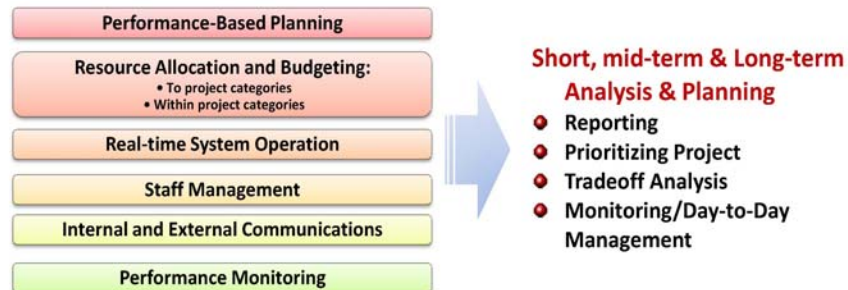 Performance-Based Planning
Resource Allocation and Budgeting:
• To project categories
• Within project categories
Real-time System Operation
Staff Management
Internal and External Communications
Performance Monitoring
Short, mid-term & Long-term
Analysis & Planning
Reporting
Prioritizing Project
Tradeoff Analysis
Monitoring/Day-to-Day
Management